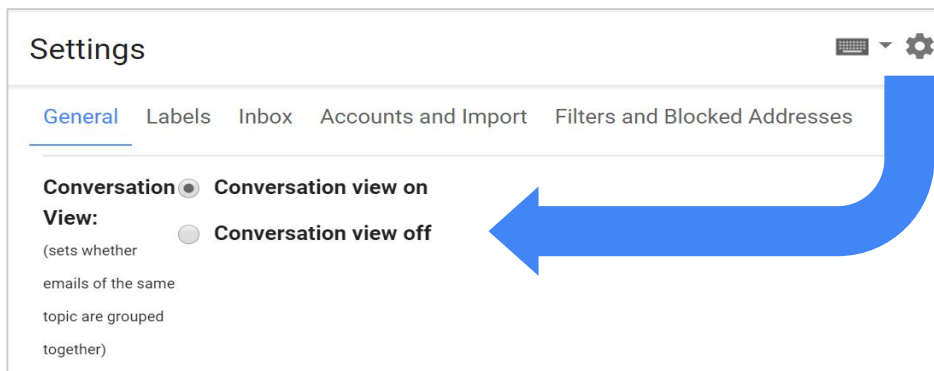 Settings
General Labels Inbox Accounts and Import Filters and Blocked Addresses
Conversation View:
(sets whether
emails of the same
topic are grouped
together)
Conversation view on
Conversation view off